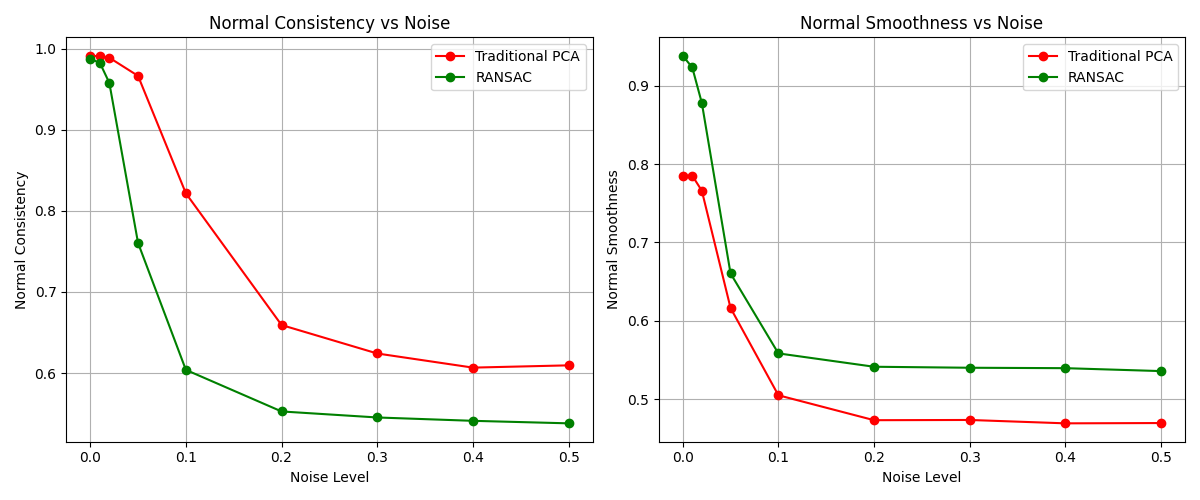 Normal Consistency vs Noise
Normal Consistency
1.0
0.9
0.8
0.7
0.6
0.0 0.1 0.2 0.3 0.4 0.5
Noise Level
Traditional PCA
RANSAC
Normal Smoothness vs Noise
Normal Smoothness
0.9
0.8
0.7
0.6
0.5
0.0 0.1 0.2 0.3 0.4 0.5
Noise Level
Traditional PCA
RANSAC